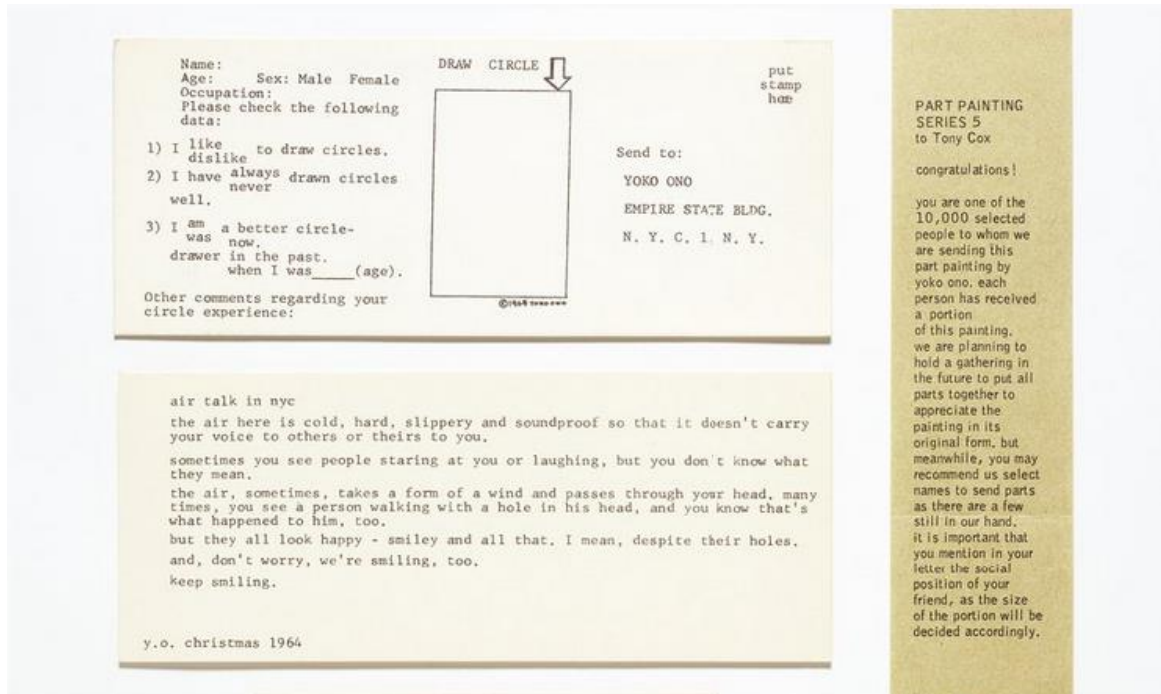 Name:
Age: Sex: Male Female
Occupation:
Please check the following
data:
1) I like
dislike to draw circles.
2) I have always drawn circles
never
well.
3) I am a better circle-
was now.
drawer in the past.
when I was_____(age).
Other comments regarding your
circle experience:
DRAW CIRCLE
©1964 YOKO ONO
put
stamp
here
Send to:
YOKO ONO
EMPIRE STATE BLDG.
N. Y. C. 1. N. Y.
air talk in nyc
the air here is cold, hard, slippery and soundproof so that it doesn't carry
your voice to others or theirs to you.
sometimes you see people staring at you or laughing, but you don't know what
they mean.
the air, sometimes, takes a form of a wind and passes through your head. many
times, you see a person walking with a hole in his head, and you know that's
what happened to him, too.
but they all look happy - smiley and all that. I mean, despite their holes.
and, don't worry, we're smiling, too.
keep smiling.
y.o. christmas 1964
PART PAINTING
SERIES 5
to Tony Cox
congratulations!
you are one of the
10,000 selected
people to whom we
are sending this
part painting by
yoko ono. each
person has received
a portion
of this painting.
we are planning to
hold a gathering in
the future to put all
parts together to
appreciate the
painting in its
original form. but
meanwhile, you may
recommend us select
names to send parts
as there are a few
still in our hand.
it is important that
you mention in your
letter the social
position of your
friend, as the size
of the portion will be
decided accordingly.